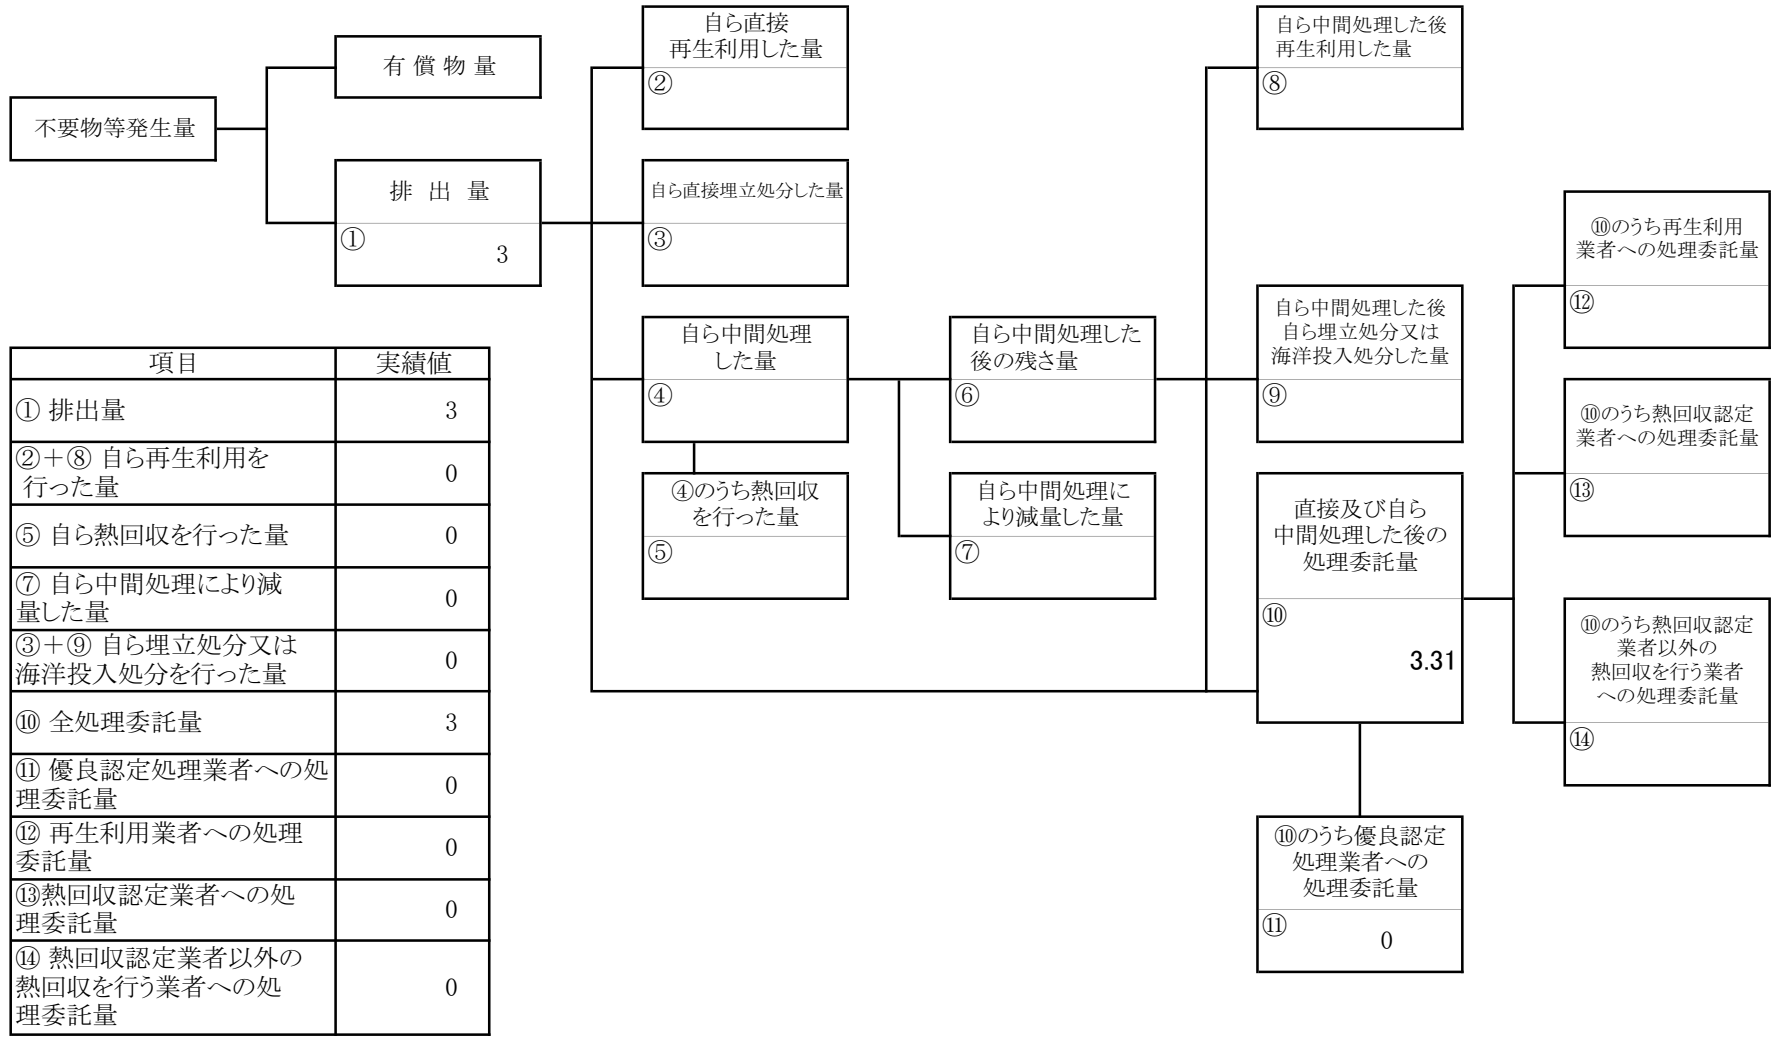 不要物等発生量
有 償 物 量
排 出 量
①
3
自ら直接
再生利用した量
②
自ら直接埋立処分した量
③
自ら中間処理
した量
④
④のうち熱回収
を行った量
⑤
自ら中間処理した
後の残さ量
⑥
自ら中間処理に
より減量した量
⑦
自ら中間処理した後
再生利用した量
⑧
自ら中間処理した後
自ら埋立処分又は
海洋投入処分した量
⑨
直接及び自ら
中間処理した後の
処理委託量
⑩
3.31
⑩のうち優良認定
処理業者への
処理委託量
⑪
0
⑩のうち再生利用
業者への処理委託量
⑫
⑩のうち熱回収認定
業者への処理委託量
⑬
⑩のうち熱回収認定
業者以外の
熱回収を行う業者
への処理委託量
⑭
項目 実績値
① 排出量 3
②＋⑧ 自ら再生利用を
行った量 0
⑤ 自ら熱回収を行った量 0
⑦ 自ら中間処理により減
量した量 0
③＋⑨ 自ら埋立処分又は
海洋投入処分を行った量 0
⑩ 全処理委託量 3
⑪ 優良認定処理業者への処
理委託量 0
⑫ 再生利用業者への処理
委託量 0
⑬熱回収認定業者への処
理委託量 0
⑭ 熱回収認定業者以外の
熱回収を行う業者への処
理委託量 0